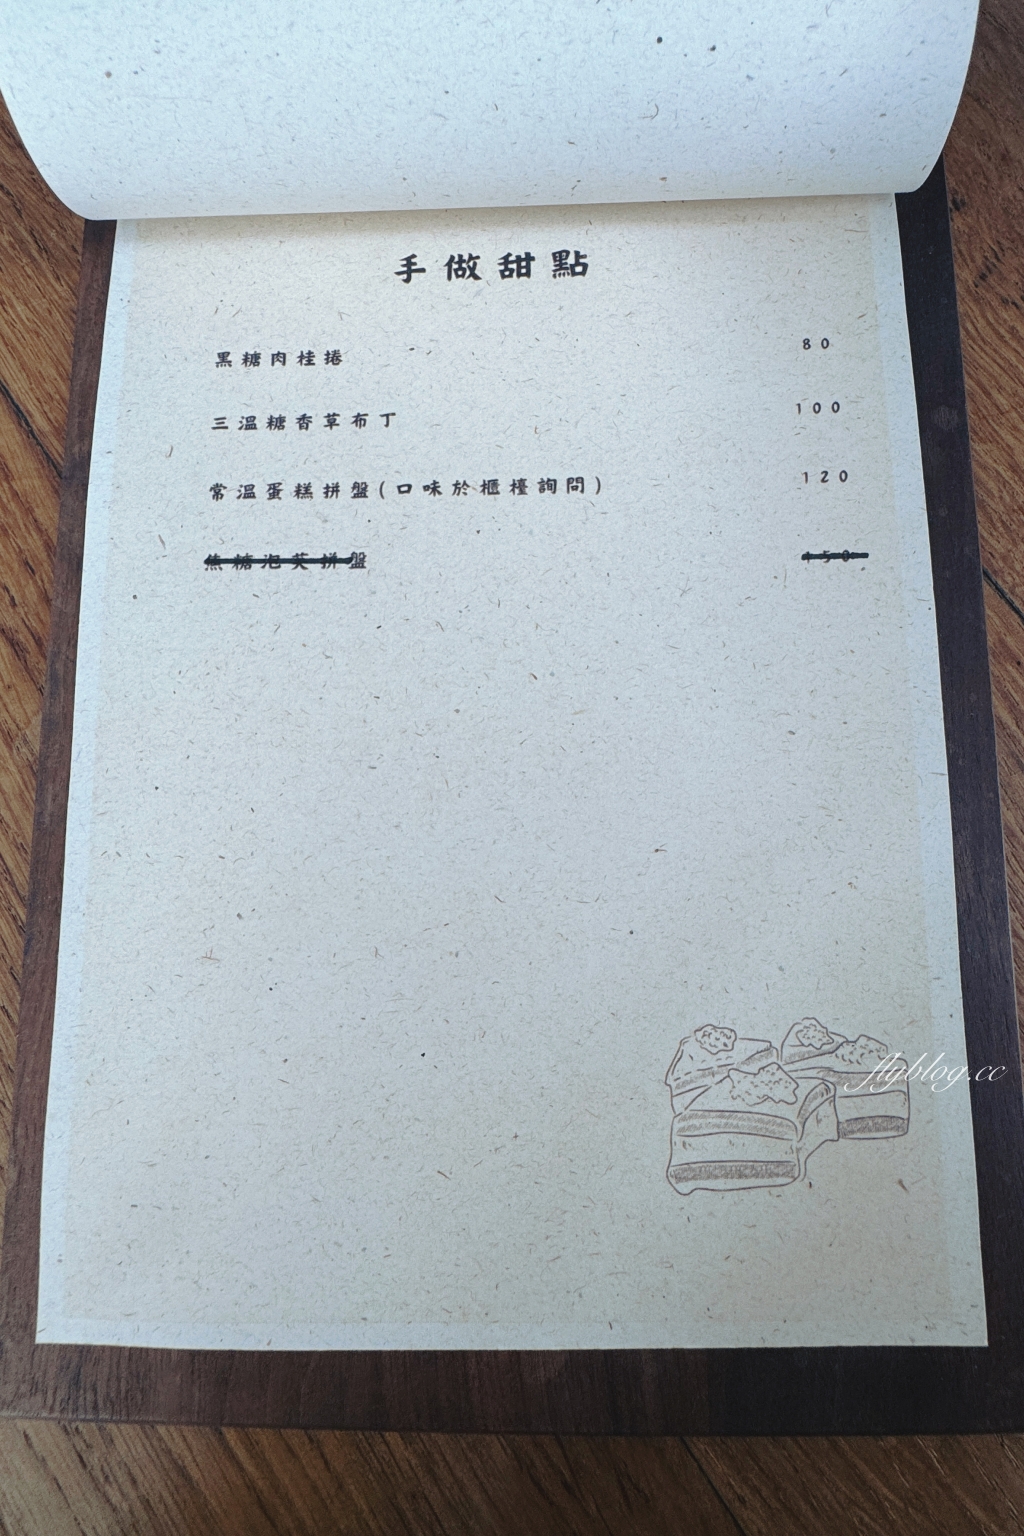 手做甜點
黑糖肉桂捲 80
三溫糖香草布丁 100
常溫蛋糕拼盤(口味於櫃檯詢問) 120
焦糖泡芙拼盤 150
flyblog.cc